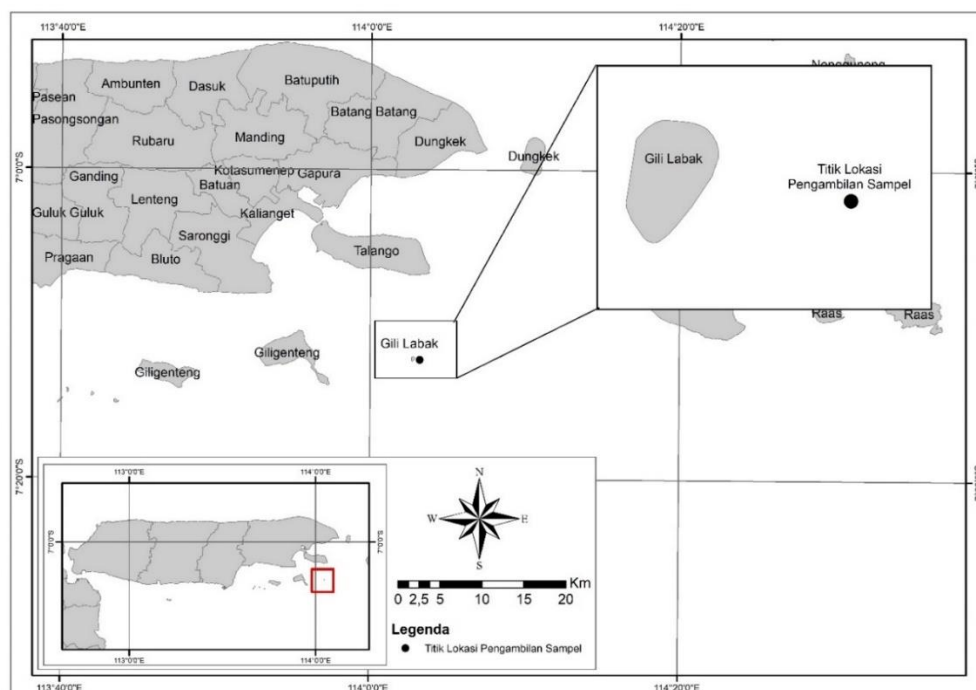 113°40'0"E
114°0'0"E
114°20'0"E
Ambunten
Dasuk
Batuputih
Pasean
Batang Batang
Pasongsongan
Manding
Rubaru
Dungkek
Gili Labak
Dungkek
Titik Lokasi
Pengambilan Sampel
7°0'0"S
Kotasumenep
Gapura
Ganding
Batuan
Lenteng
Guluk Guluk
Kalianget
Saronggi
Pragaan
Bluto
Talango
Raas
Raas
Gili Labak
Giligenteng
Giligenteng
7°20'0"S
113°0'0"E
114°0'0"E
N
W
E
S
7°0'0"S
7°0'0"S
Km
0 2,5 5 10 15 20
Legenda
Titik Lokasi Pengambilan Sampel
113°0'0"E
114°0'0"E
113°40'0"E
114°0'0"E
114°20'0"E